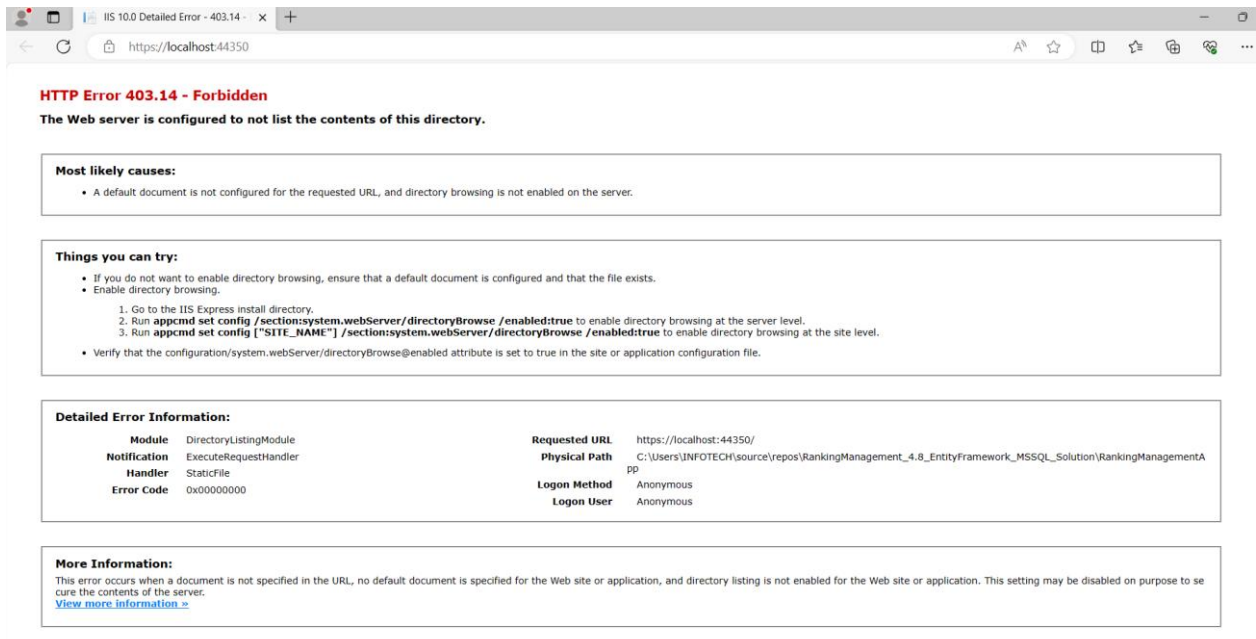 IIS 10.0 Detailed Error - 403.14 -
https://localhost:44350
HTTP Error 403.14 - Forbidden
The Web server is configured to not list the contents of this directory.
Most likely causes:
• A default document is not configured for the requested URL, and directory browsing is not enabled on the server.
Things you can try:
• If you do not want to enable directory browsing, ensure that a default document is configured and that the file exists.
• Enable directory browsing.
1. Go to the IIS Express install directory.
2. Run appcmd set config /section:system.webServer/directoryBrowse /enabled:true to enable directory browsing at the server level.
3. Run appcmd set config ["SITE_NAME"] /section:system.webServer/directoryBrowse /enabled:true to enable directory browsing at the site level.
• Verify that the configuration/system.webServer/directoryBrowse@enabled attribute is set to true in the site or application configuration file.
Detailed Error Information:
Module DirectoryListingModule
Notification ExecuteRequestHandler
Handler StaticFile
Error Code 0x00000000
Requested URL https://localhost:44350/
Physical Path C:\Users\INFOTECH\source\repos\RankingManagement_4.8_EntityFramework_MSSQL_Solution\RankingManagementA
pp
Logon Method Anonymous
Logon User Anonymous
More Information:
This error occurs when a document is not specified in the URL, no default document is specified for the Web site or application, and directory listing is not enabled for the Web site or application. This setting may be disabled on purpose to se
cure the contents of the server.
View more information »